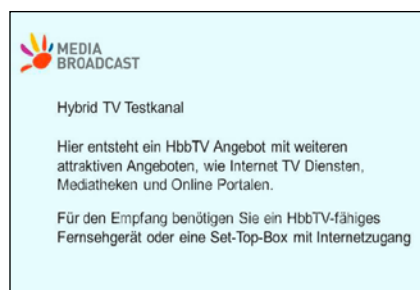 MEDIA
BROADCAST
Hybrid TV Testkanal
Hier entsteht ein HbbTV Angebot mit weiteren
attraktiven Angeboten, wie Internet TV Diensten,
Mediatheken und Online Portalen.
Für den Empfang benötigen Sie ein HbbTV-fähiges
Fernsehgerät oder eine Set-Top-Box mit Internetzugang